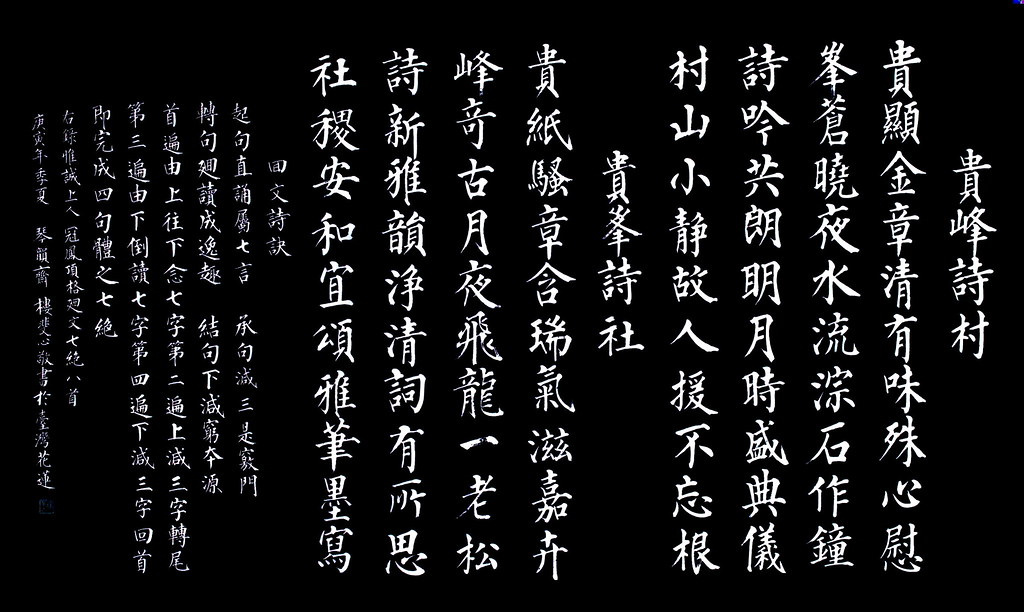 貴峰詩村
貴顯金章清有味殊心慰
峯蒼曉夜水流淙石作鐘
詩吟共朗明月時盛典儀
村山小静故人援不忘根
貴峯詩社
貴紙騷章含瑞氣滋嘉卉
峰奇古月夜飛龍一老松
詩新雅韻浄清詞有所思
社稷安和宜頌雅筆墨寫
回文詩訣
起句直誦屬七言 承句減三是竅門
轉句廻讀成逸趣 結句下減窮本源
首遍由上往下念七字第二遍上減三字轉尾
第三遍由下倒讀七字第四遍下減三字回首
即完成四句體之七絶
右錄惟誠上人冠鳳頂格廻文七絶八首
庚寅年季夏 琴韻齋 樓斐心敬書於臺灣花蓮